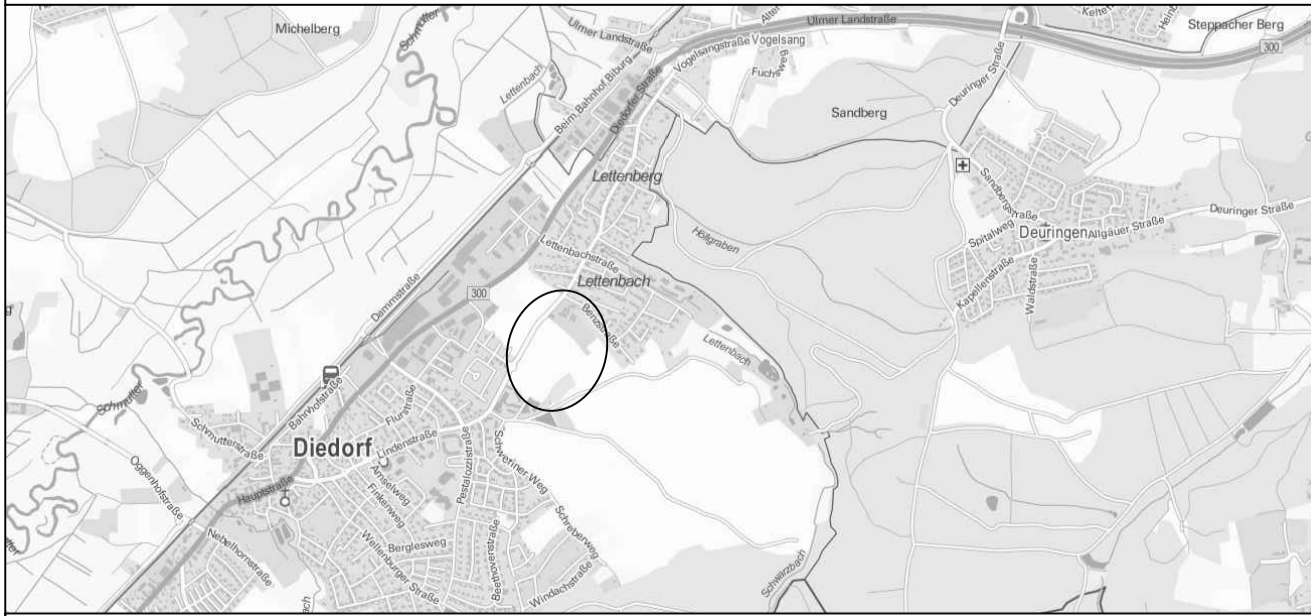 Michelberg
Schmutter
Ulmer Landstraße
Alter
Ulmer Landstraße
Kelter
Steppacher Berg
300
Vogelsangstraße
Vogelsang
Fuchsweg
Lettenbach
Beim Bahnhof Biburg
Diedorfer Straße
Deuringer Straße
Sandberg
Lettenberg
Sandbergstraße
Spitalweg
Deuringen
Allgäuer Straße
Deuringer Straße
Höllgraben
Lettenbachstraße
Kapellenstraße
Waldstraße
Lettenbach
Dammstraße
300
Benzstraße
Lettenbach
Schmutter
Bahnhofstraße
Flurstraße
Schmutterstraße
Diedorf
Lindenstraße
Oggenhofstraße
Hauptstraße
Amselweg
Finkenweg
Pestalozzistraße
Schweriner Weg
Schreberweg
Nebelhornstraße
Berglesweg
Wellenburger Straße
Beethovenstraße
Windachstraße
Schwarzbach